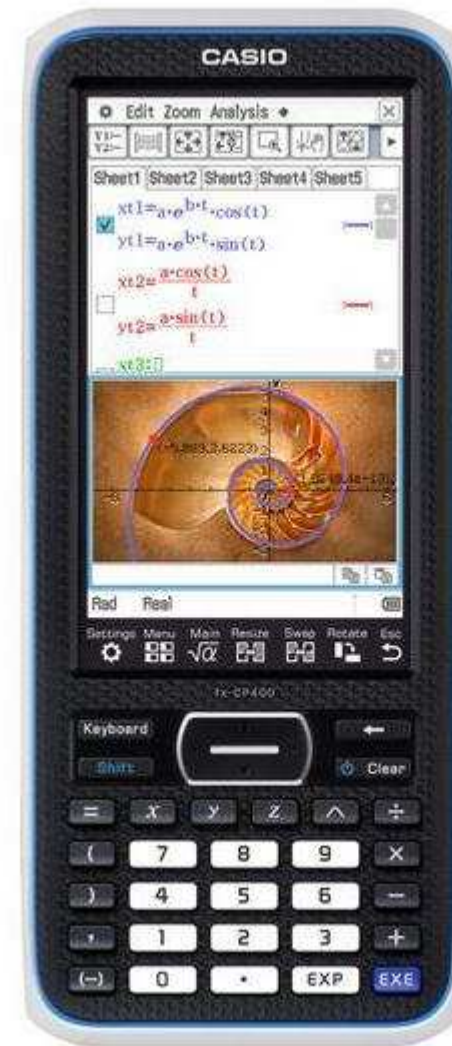 CASIO
Edit Zoom Analysis
Sheet1 Sheet2 Sheet3 Sheet4 Sheet5
xt1=a·e^b·t·cos(t)
yt1=a·e^b·t·sin(t)
xt2=a·cos(t)/t
yt2=a·sin(t)/t
xt3:
Rad Real
Settings Menu Main Resize Swap Rotate Esc
√α
fx-CP400
Keyboard
Shift Clear
= x y z ^ ÷
( 7 8 9 ×
) 4 5 6 −
, 1 2 3 +
(−) 0 · EXP EXE